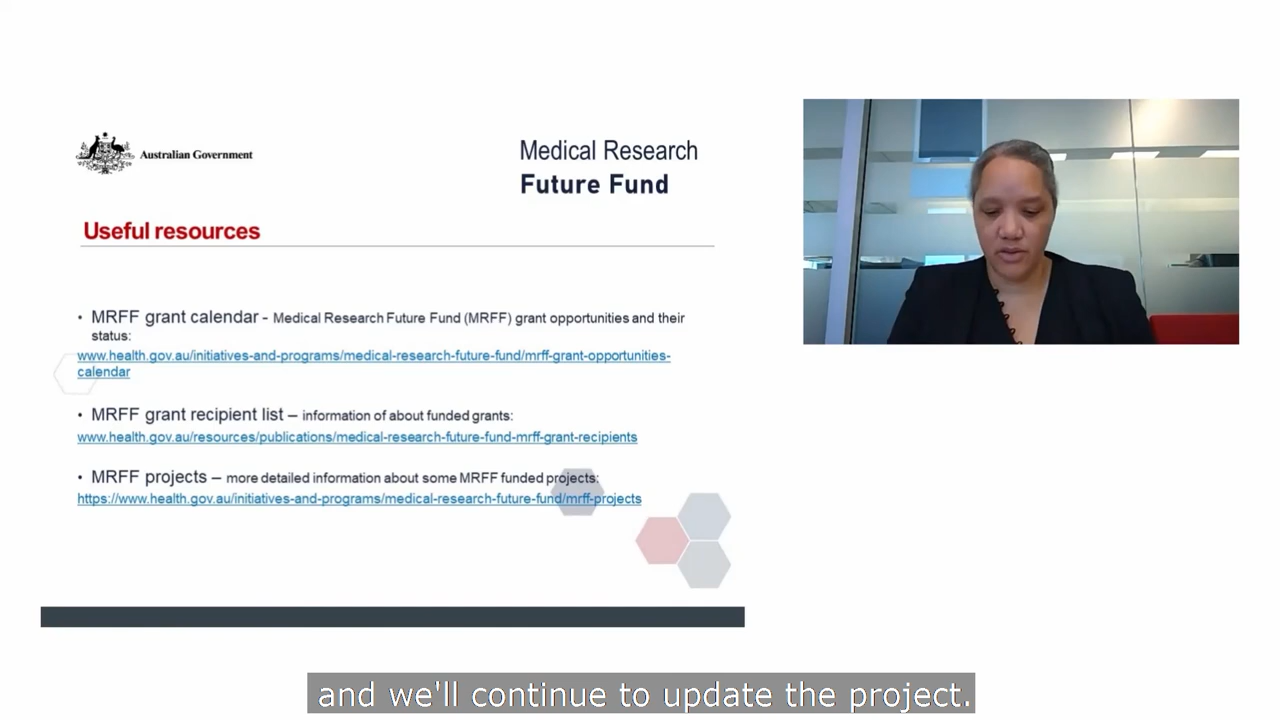 Australian Government
Medical Research
Future Fund
Useful resources
• MRFF grant calendar - Medical Research Future Fund (MRFF) grant opportunities and their
status:
www.health.gov.au/initiatives-and-programs/medical-research-future-fund/mrff-grant-opportunities-
calendar
• MRFF grant recipient list – information of about funded grants:
www.health.gov.au/resources/publications/medical-research-future-fund-mrff-grant-recipients
• MRFF projects – more detailed information about some MRFF funded projects:
https://www.health.gov.au/initiatives-and-programs/medical-research-future-fund/mrff-projects
and we'll continue to update the project.